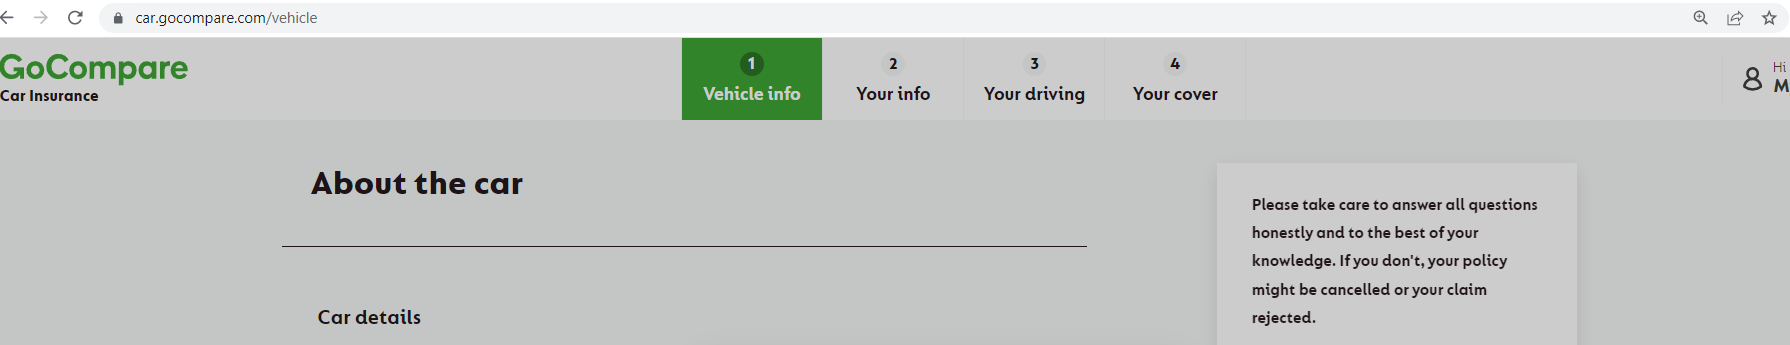 car.gocompare.com/vehicle
GoCompare
Car Insurance
1
Vehicle info
2
Your info
3
Your driving
4
Your cover
Hi
M
About the car
Please take care to answer all questions
honestly and to the best of your
knowledge. If you don't, your policy
might be cancelled or your claim
rejected.
Car details